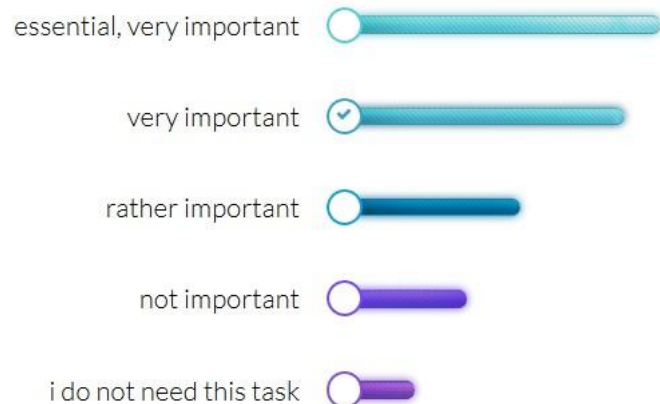 essential, very important
very important
rather important
not important
i do not need this task